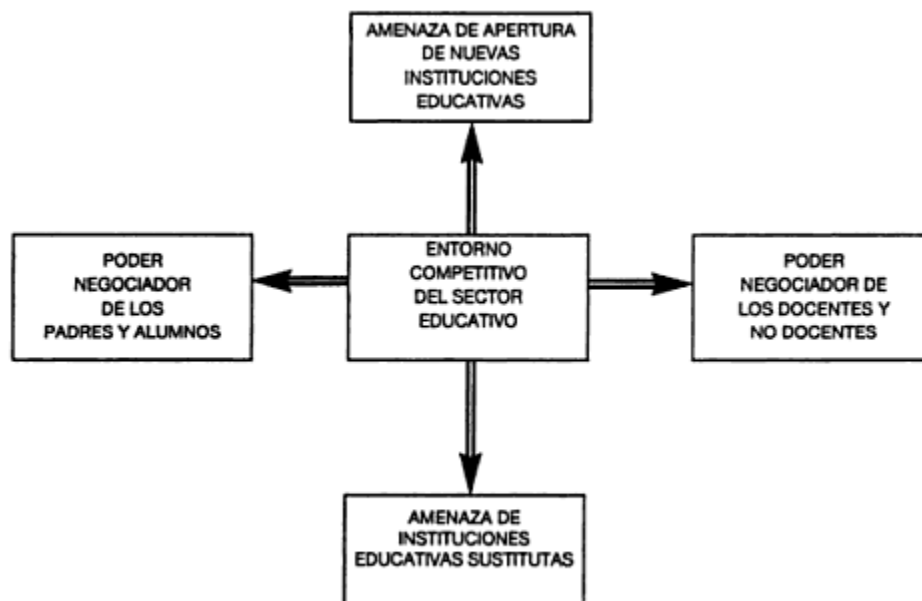 AMENAZA DE APERTURA
DE NUEVAS
INSTITUCIONES
EDUCATIVAS
PODER
NEGOCIADOR
DE LOS
PADRES Y ALUMNOS
ENTORNO
COMPETITIVO
DEL SECTOR
EDUCATIVO
PODER
NEGOCIADOR DE
LOS DOCENTES Y
NO DOCENTES
AMENAZA DE
INSTITUCIONES
EDUCATIVAS SUSTITUTAS